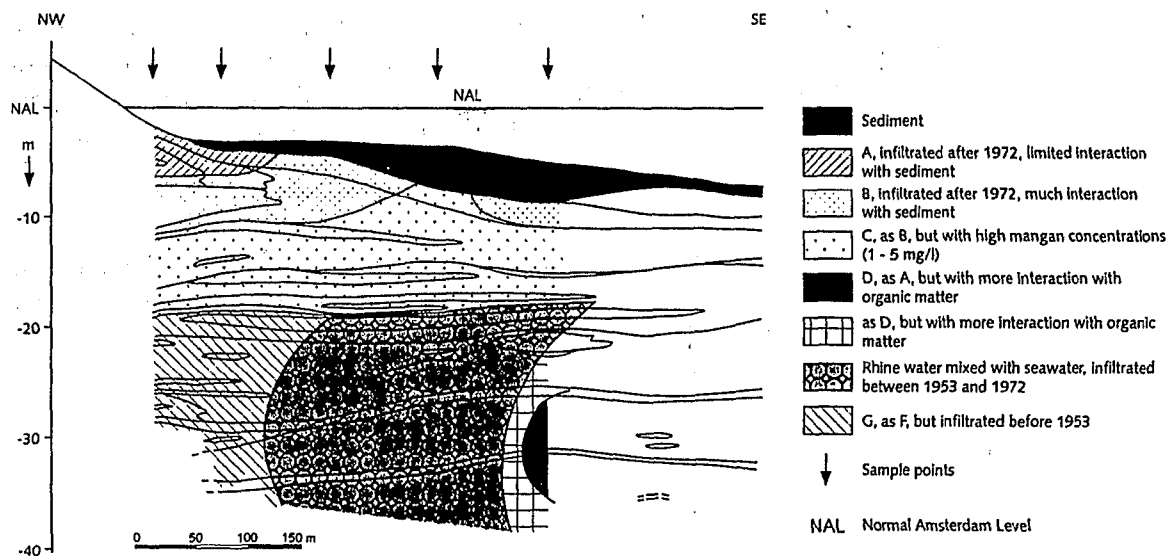 NW
SE
NAL
NAL
m
-10
-20
-30
-40
0 50 100 150 m
Sediment
A, infiltrated after 1972, limited interaction
with sediment
B, infiltrated after 1972, much interaction
with sediment
C, as B, but with high mangan concentrations
(1 - 5 mg/l)
D, as A, but with more interaction with
organic matter
as D, but with more interaction with organic
matter
Rhine water mixed with seawater, infiltrated
between 1953 and 1972
G, as F, but infiltrated before 1953
Sample points
NAL Normal Amsterdam Level